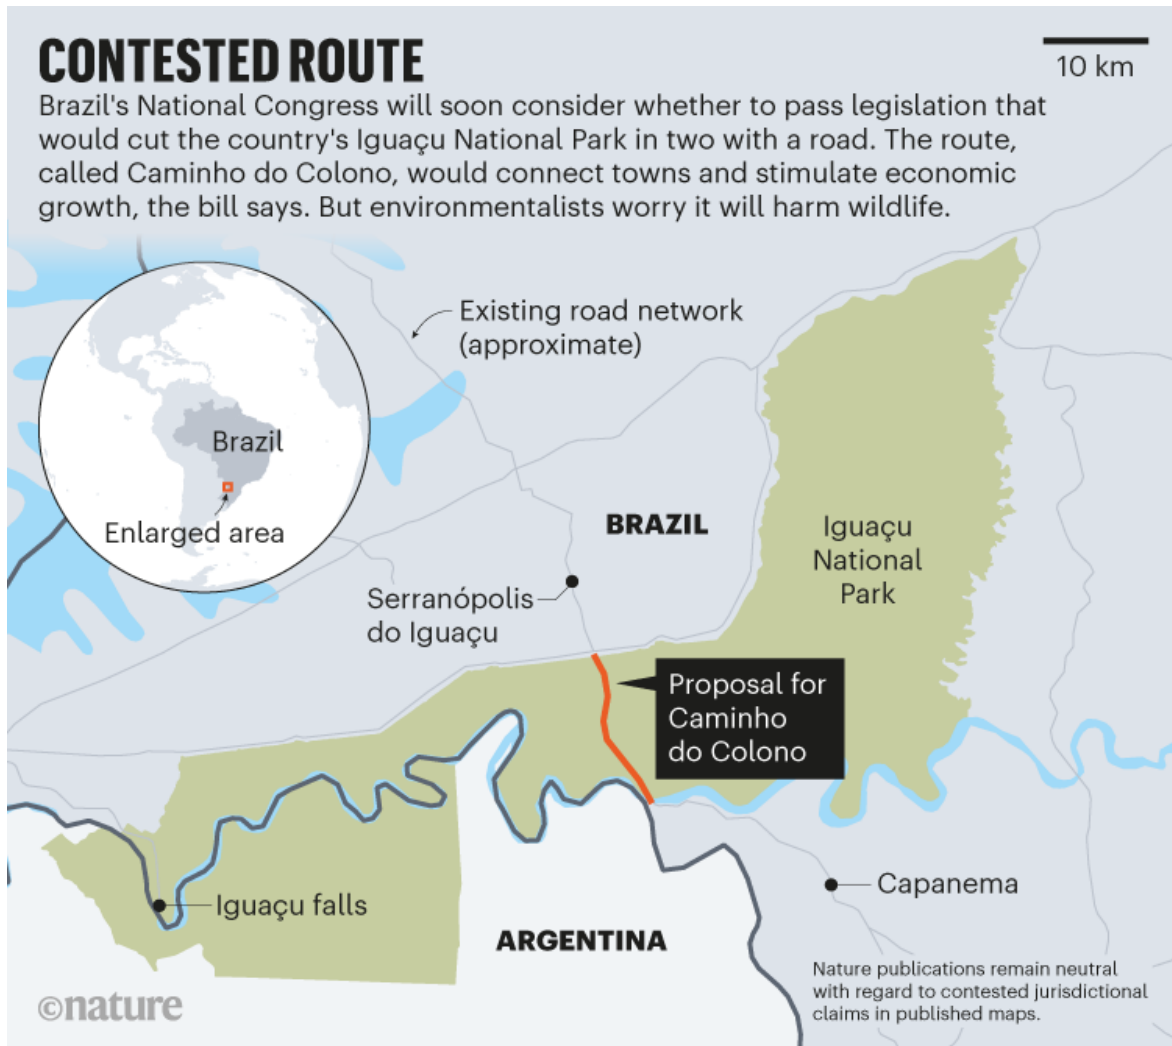 CONTESTED ROUTE
10 km
Brazil's National Congress will soon consider whether to pass legislation that
would cut the country's Iguaçu National Park in two with a road. The route,
called Caminho do Colono, would connect towns and stimulate economic
growth, the bill says. But environmentalists worry it will harm wildlife.
Existing road network
(approximate)
Brazil
Enlarged area
BRAZIL
Iguaçu
National
Park
Serranópolis
do Iguaçu
Proposal for
Caminho
do Colono
Iguaçu falls
Capanema
ARGENTINA
Nature publications remain neutral
with regard to contested jurisdictional
claims in published maps.
©nature